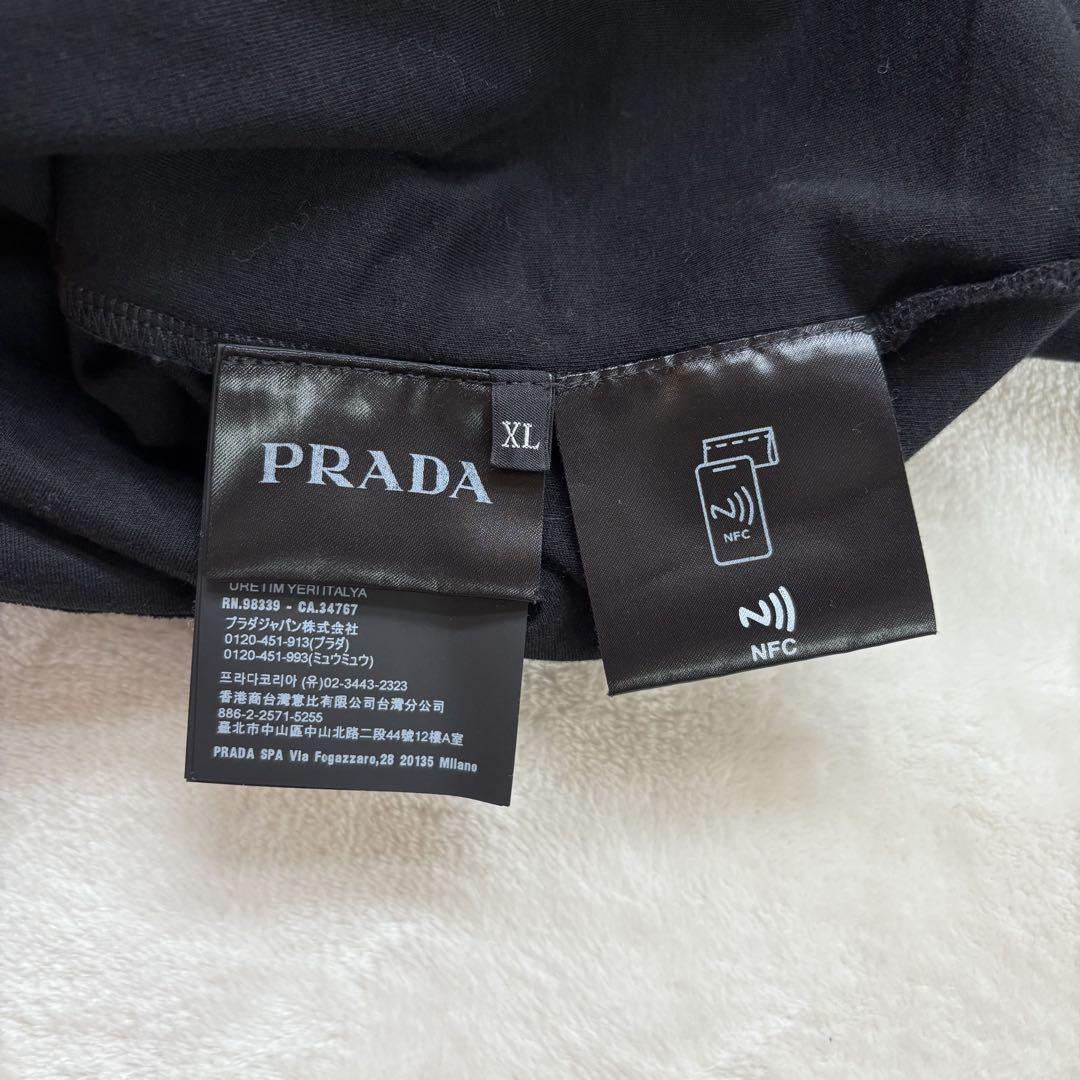 PRADA
XL
URETIM YERI ITALYA
RN.98339 - CA.34767
プラダジャパン株式会社
0120-451-913(プラダ)
0120-451-993(ミュウミュウ)
프라다코리아 (유)02-3443-2323
香港商台灣意比有限公司台灣分公司
886-2-2571-5255
臺北市中山區中山北路二段44號12樓A室
PRADA SPA Via Fogazzaro,28 20135 Milano
NFC
NFC